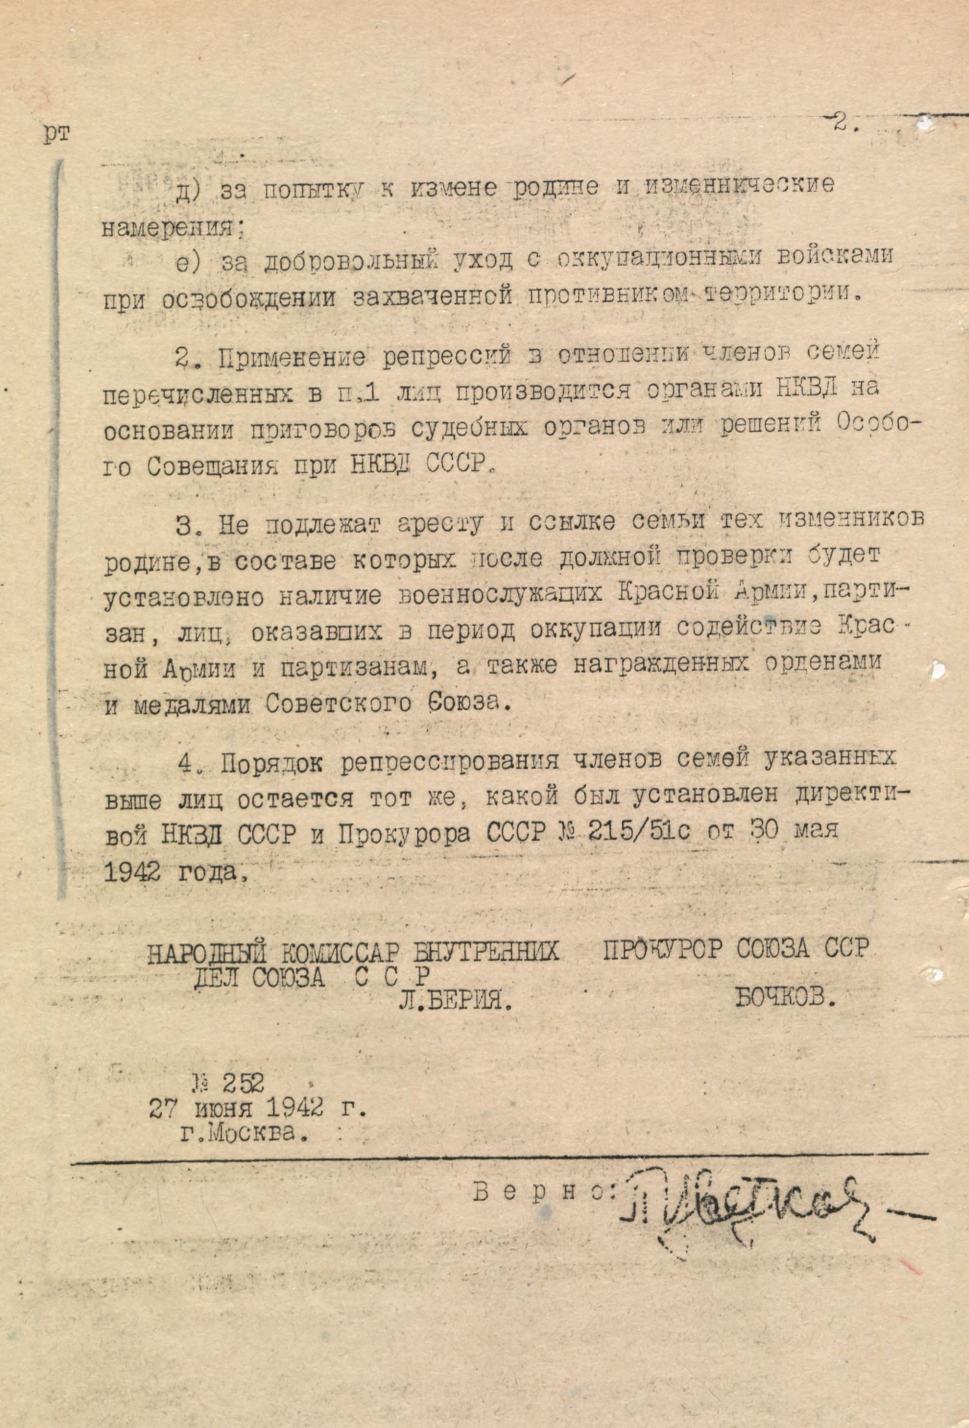 рт
2.
д) за попытку к измене родине и изменнические
намерения;
е) за добровольный уход с оккупационными войсками
при освобождении захваченной противником территории.
2. Применение репрессий в отношении членов семей
перечисленных в п.1 лиц производится органами НКВД на
основании приговоров судебных органов или решений Особо-
го Совещания при НКВД СССР.
3. Не подлежат аресту и ссылке семьи тех изменников
родине, в составе которых после должной проверки будет
установлено наличие военнослужащих Красной Армии, парти-
зан, лиц, оказавших в период оккупации содействие Крас-
ной Армии и партизанам, а также награжденных орденами
и медалями Советского Союза.
4. Порядок репрессирования членов семей указанных
выше лиц остается тот же, какой был установлен директи-
вой НКВД СССР и Прокурора СССР № 215/51с от 30 мая
1942 года.
НАРОДНЫЙ КОМИССАР ВНУТРЕННИХ ПРОКУРОР СОЮЗА ССР
ДЕЛ СОЮЗА С С Р
Л.БЕРИЯ. БОЧКОВ.
№ 252
27 июня 1942 г.
г.Москва.
В е р н о: